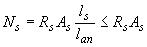 N_s = R_s A_s \frac{l_s}{l_{an}} \leq R_s A_s